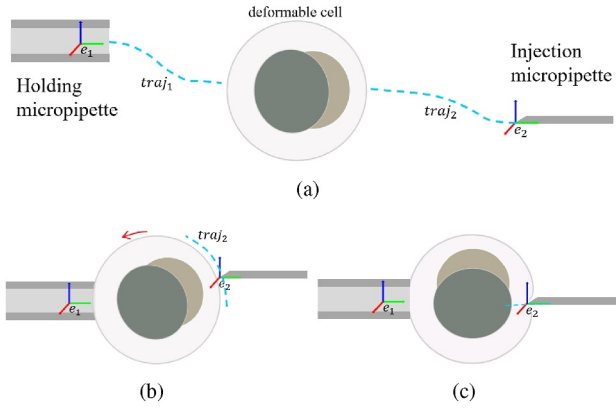 deformable cell
e₁
Holding
micropipette
traj₁
Injection
micropipette
traj₂
e₂
(a)
traj₂
e₁
e₂
(b)
e₁
e₂
(c)